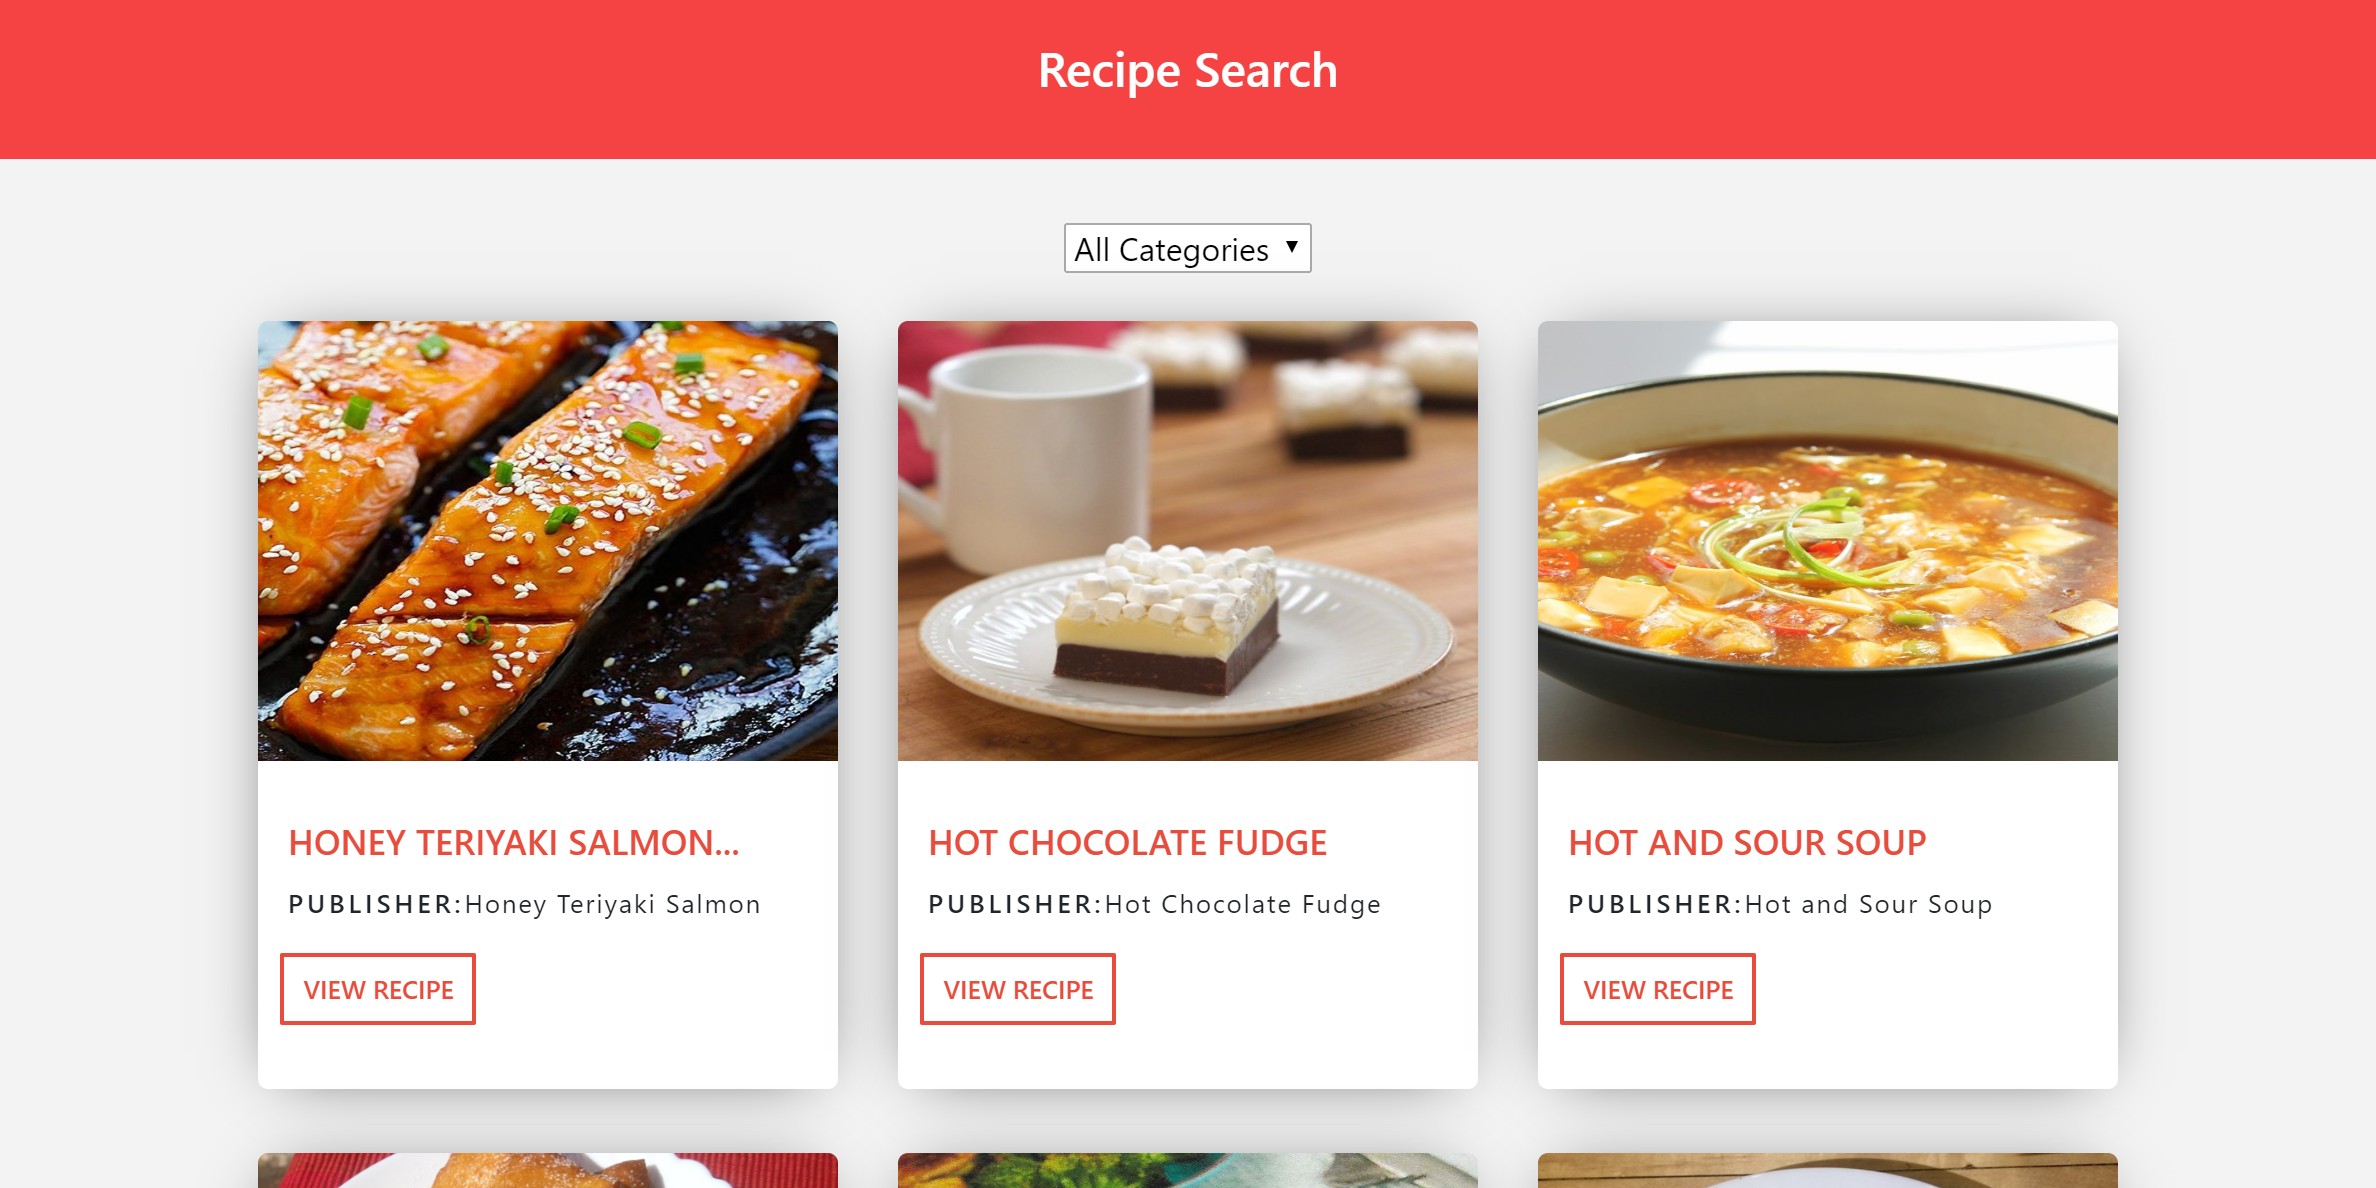 Recipe Search
All Categories ▼
HONEY TERIYAKI SALMON...
PUBLISHER:Honey Teriyaki Salmon
VIEW RECIPE
HOT CHOCOLATE FUDGE
PUBLISHER:Hot Chocolate Fudge
VIEW RECIPE
HOT AND SOUR SOUP
PUBLISHER:Hot and Sour Soup
VIEW RECIPE